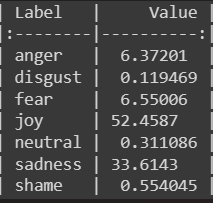 | Label    |     Value |
|:---------|----------:|
| anger    |  6.37201  |
| disgust  |  0.119469 |
| fear     |  6.55006  |
| joy      | 52.4587   |
| neutral  |  0.311086 |
| sadness  | 33.6143   |
| shame    |  0.554045 |